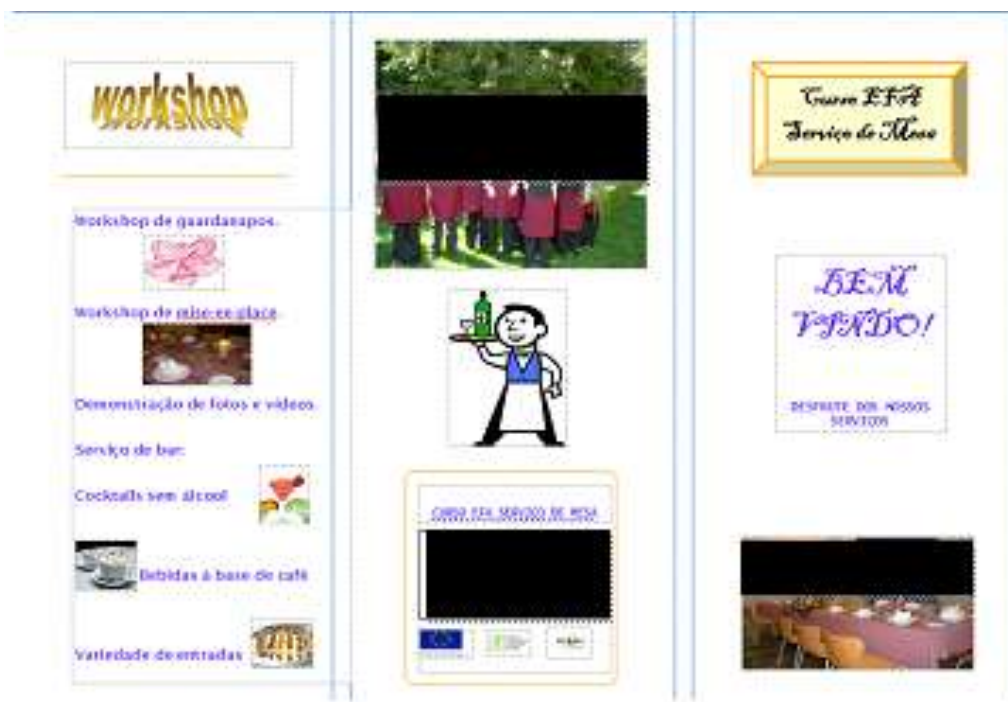 workshop
Workshop de guardanapos.
Workshop de mise-en-place
Demonstração de fotos e vídeos.
Serviço de bar:
Cocktails sem álcool
Bebidas à base de café
Variedade de entradas
CURSO EFA SERVIÇO DE MESA
Curso EFA
Serviço de Mesa
BEM
VINDO!
DESFRUTE DOS NOSSOS
SERVIÇOS